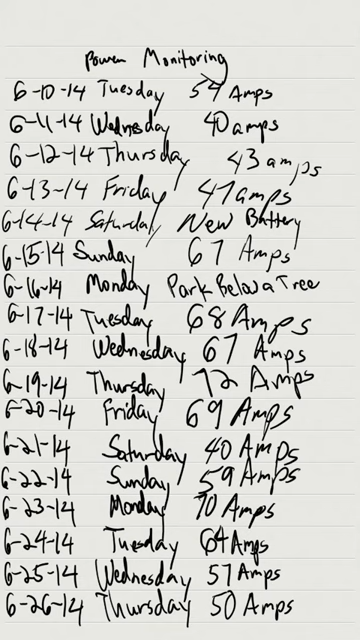 Power Monitoring
6-10-14 Tuesday 54 Amps
6-11-14 Wednesday 40 amps
6-12-14 Thursday 43 amps
6-13-14 Friday 47 amps
6-14-14 Saturday New Battery
6-15-14 Sunday 67 Amps
6-16-14 Monday Park Below a Tree
6-17-14 Tuesday 68 Amps
6-18-14 Wednesday 67 Amps
6-19-14 Thursday 72 Amps
6-20-14 Friday 69 Amps
6-21-14 Saturday 40 Amps
6-22-14 Sunday 59 Amps
6-23-14 Monday 70 Amps
6-24-14 Tuesday 64 Amps
6-25-14 Wednesday 57 Amps
6-26-14 Thursday 50 Amps